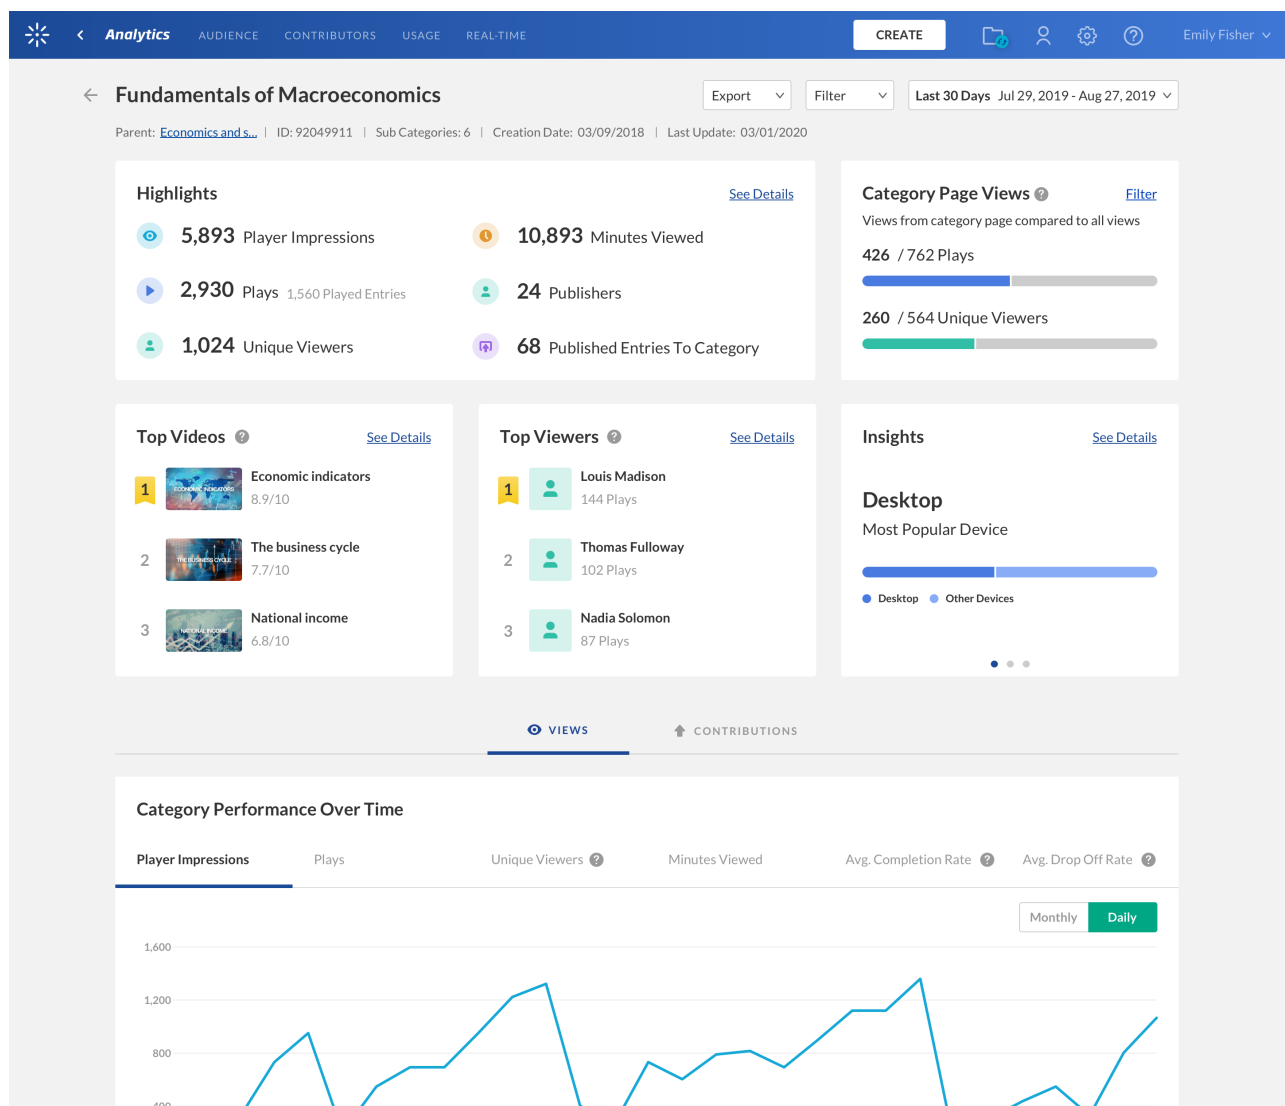 Analytics AUDIENCE CONTRIBUTORS USAGE REAL-TIME CREATE Emily Fisher
Fundamentals of Macroeconomics Export Filter Last 30 Days Jul 29, 2019 - Aug 27, 2019
Parent: Economics and s... | ID: 92049911 | Sub Categories: 6 | Creation Date: 03/09/2018 | Last Update: 03/01/2020
Highlights See Details
5,893 Player Impressions
10,893 Minutes Viewed
2,930 Plays 1,560 Played Entries
24 Publishers
1,024 Unique Viewers
68 Published Entries To Category
Category Page Views ? Filter
Views from category page compared to all views
426 / 762 Plays
260 / 564 Unique Viewers
Top Videos ? See Details
1 ECONOMIC INDICATORS Economic indicators
8.9/10
2 THE BUSINESS CYCLE The business cycle
7.7/10
3 NATIONAL INCOME National income
6.8/10
Top Viewers ? See Details
1 Louis Madison
144 Plays
2 Thomas Fulloway
102 Plays
3 Nadia Solomon
87 Plays
Insights See Details
Desktop
Most Popular Device
Desktop Other Devices
VIEWS CONTRIBUTIONS
Category Performance Over Time
Player Impressions Plays Unique Viewers ? Minutes Viewed Avg. Completion Rate ? Avg. Drop Off Rate ?
Monthly Daily
1,600
1,200
800
400